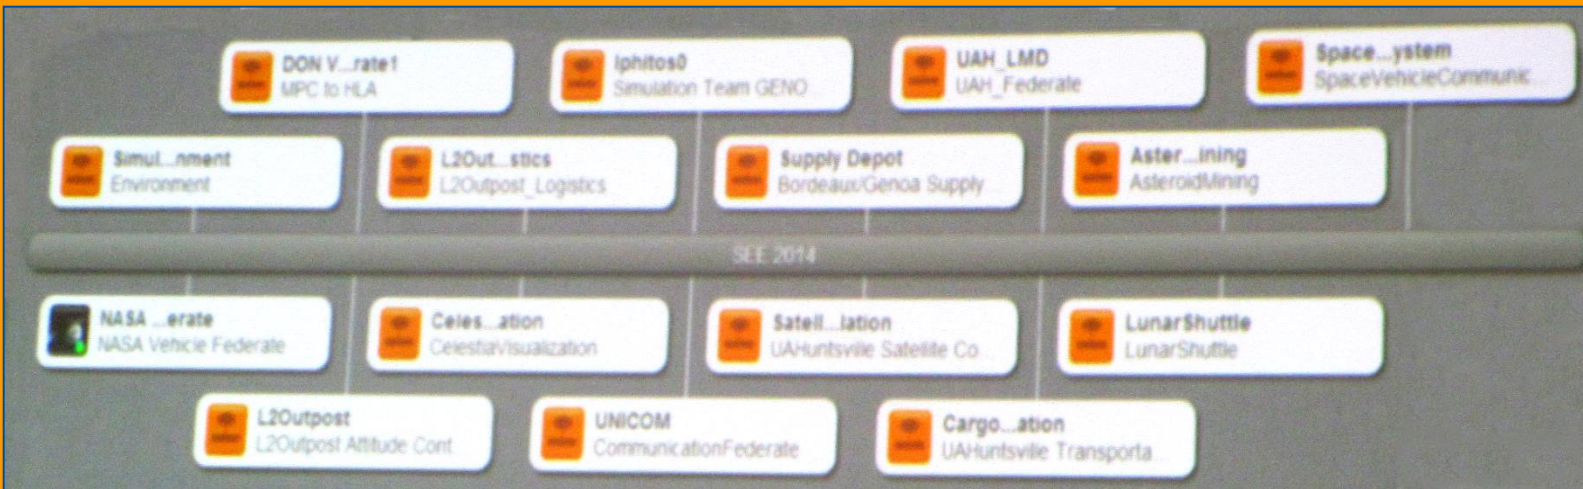 DON V...rate1
MPC to HLA
Iphitos0
Simulation Team GENO
UAH_LMD
UAH_Federate
Space...ystem
SpaceVehicleCommunic...
Simul...nment
Environment
L2Out...stics
L2Outpost_Logistics
Supply Depot
Bordeaux/Genoa Supply
Aster...ining
AsteroidMining
SEE 2014
NASA ...erate
NASA Vehicle Federate
Celes...ation
CelestiaVisualization
Satell...lation
UAHuntsville Satellite Co...
LunarShuttle
LunarShuttle
L2Outpost
L2Outpost Attitude Cont...
UNICOM
CommunicationFederate
Cargo...ation
UAHuntsville Transporta...